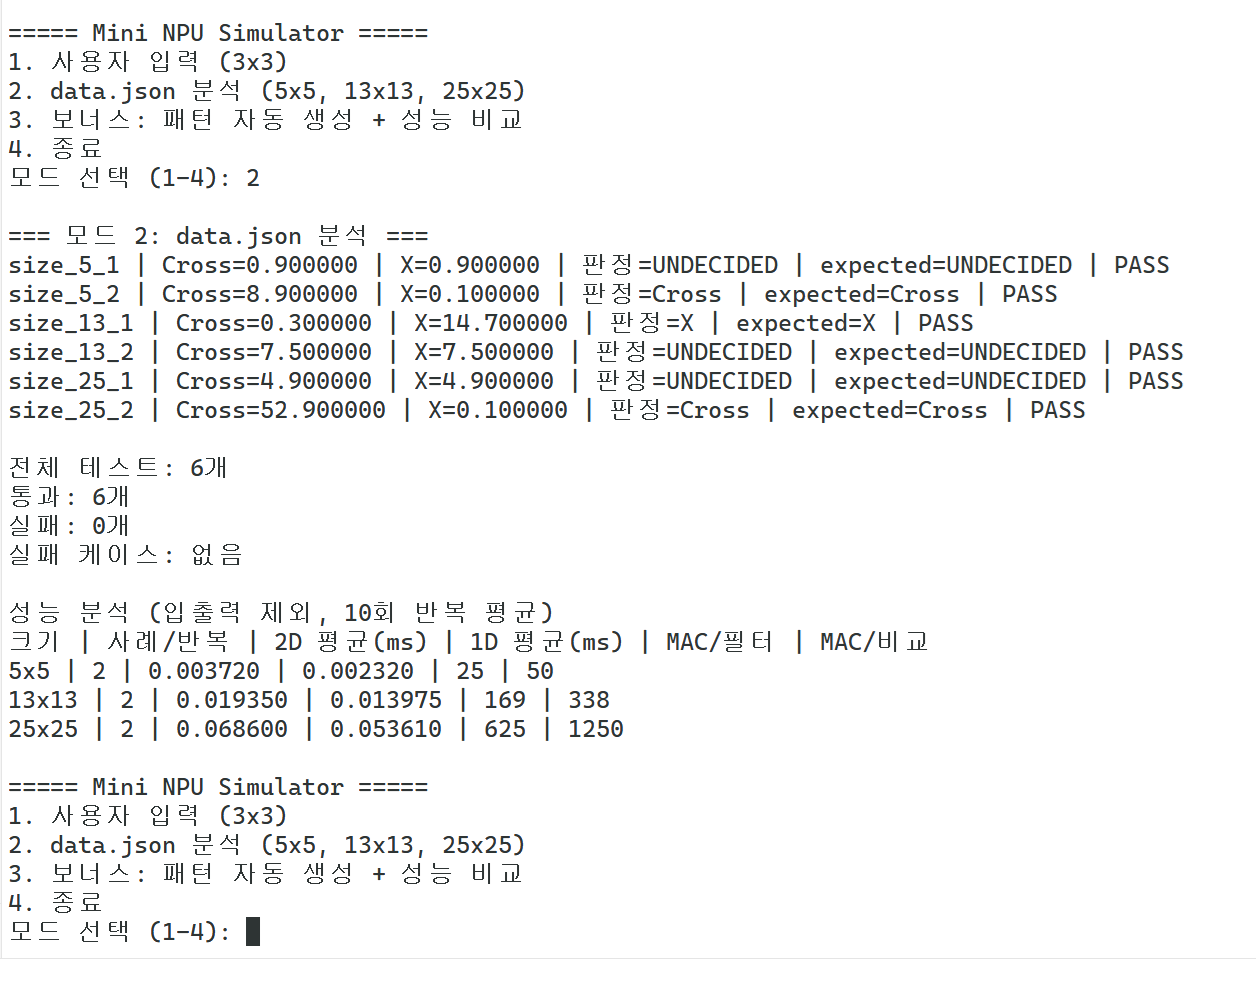 ===== Mini NPU Simulator =====
1. 사용자 입력 (3x3)
2. data.json 분석 (5x5, 13x13, 25x25)
3. 보너스: 패턴 자동 생성 + 성능 비교
4. 종료
모드 선택 (1-4): 2
=== 모드 2: data.json 분석 ===
size_5_1 | Cross=0.900000 | X=0.900000 | 판정=UNDECIDED | expected=UNDECIDED | PASS
size_5_2 | Cross=8.900000 | X=0.100000 | 판정=Cross | expected=Cross | PASS
size_13_1 | Cross=0.300000 | X=14.700000 | 판정=X | expected=X | PASS
size_13_2 | Cross=7.500000 | X=7.500000 | 판정=UNDECIDED | expected=UNDECIDED | PASS
size_25_1 | Cross=4.900000 | X=4.900000 | 판정=UNDECIDED | expected=UNDECIDED | PASS
size_25_2 | Cross=52.900000 | X=0.100000 | 판정=Cross | expected=Cross | PASS
전체 테스트: 6개
통과: 6개
실패: 0개
실패 케이스: 없음
성능 분석 (입출력 제외, 10회 반복 평균)
크기 | 사례/반복 | 2D 평균(ms) | 1D 평균(ms) | MAC/필터 | MAC/비교
5x5 | 2 | 0.003720 | 0.002320 | 25 | 50
13x13 | 2 | 0.019350 | 0.013975 | 169 | 338
25x25 | 2 | 0.068600 | 0.053610 | 625 | 1250
===== Mini NPU Simulator =====
1. 사용자 입력 (3x3)
2. data.json 분석 (5x5, 13x13, 25x25)
3. 보너스: 패턴 자동 생성 + 성능 비교
4. 종료
모드 선택 (1-4):